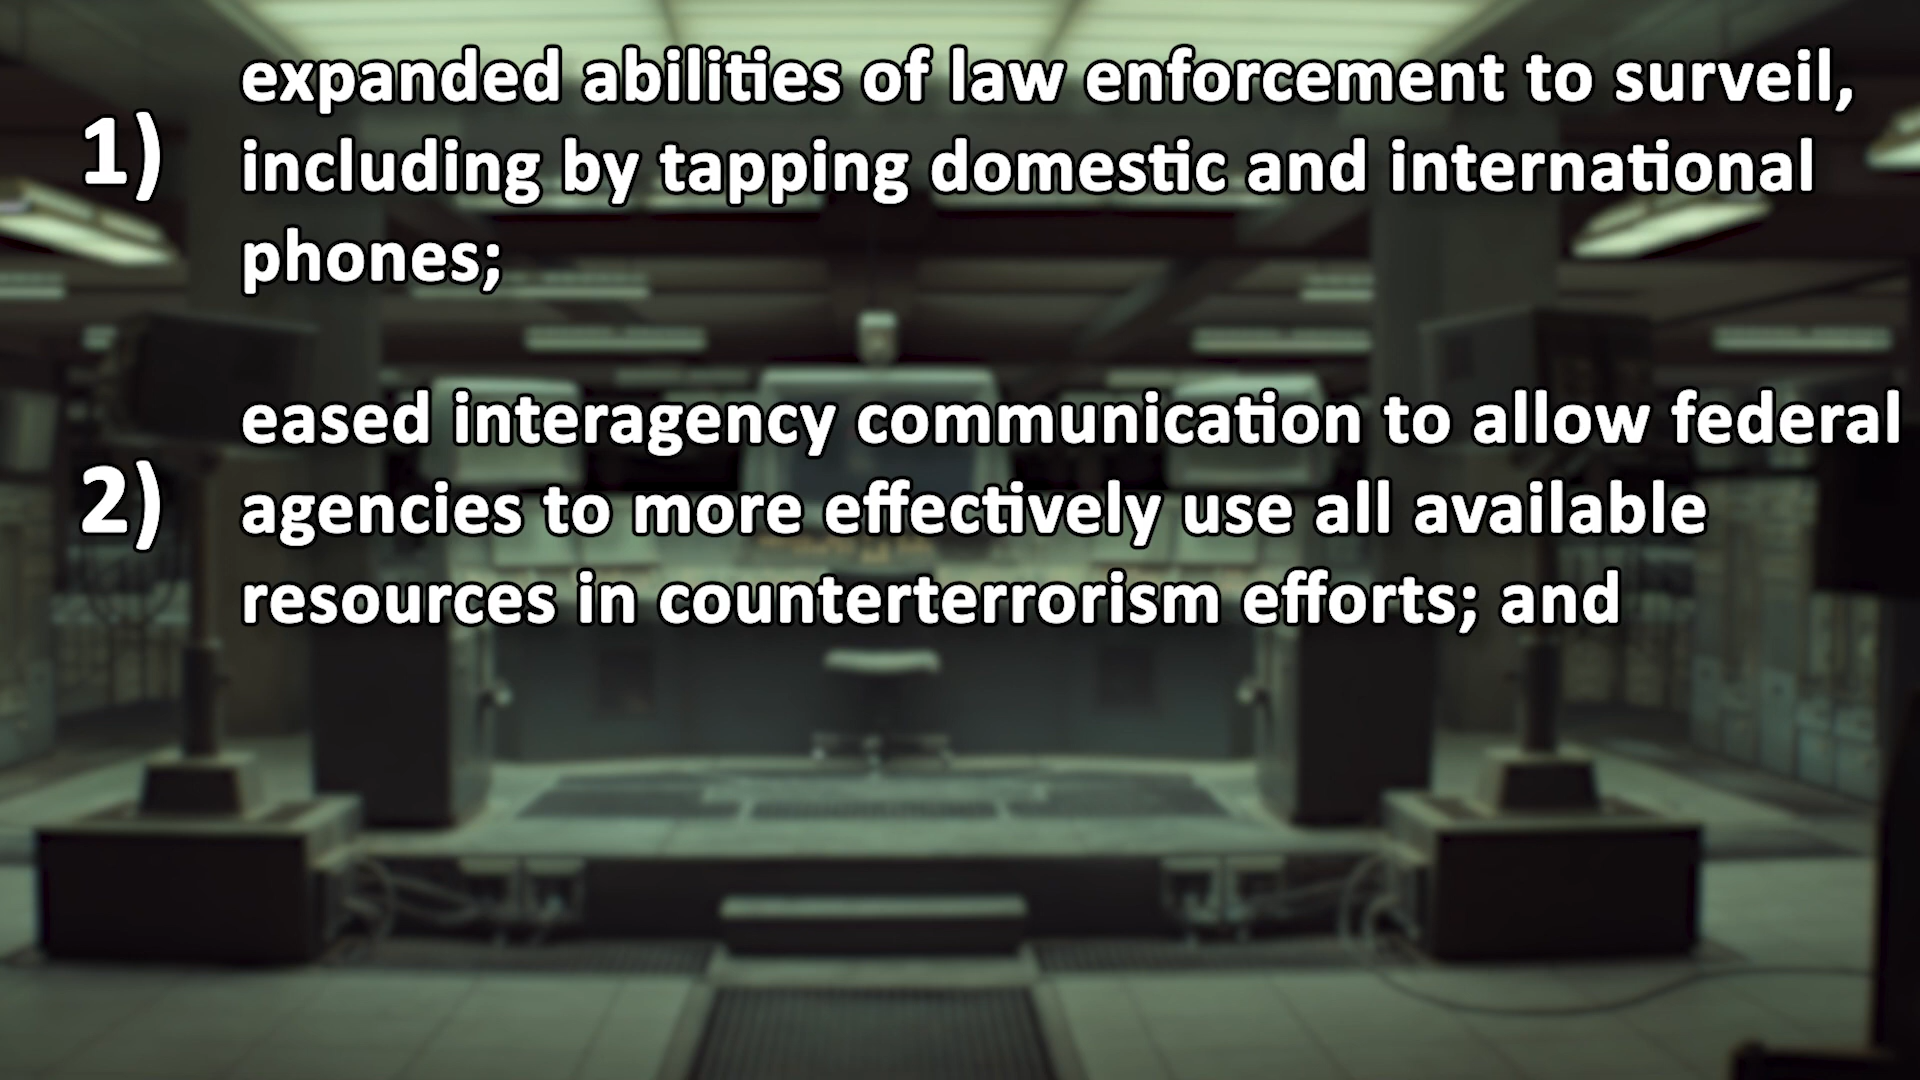 1) expanded abilities of law enforcement to surveil,
including by tapping domestic and international
phones;
2) eased interagency communication to allow federal
agencies to more effectively use all available
resources in counterterrorism efforts; and